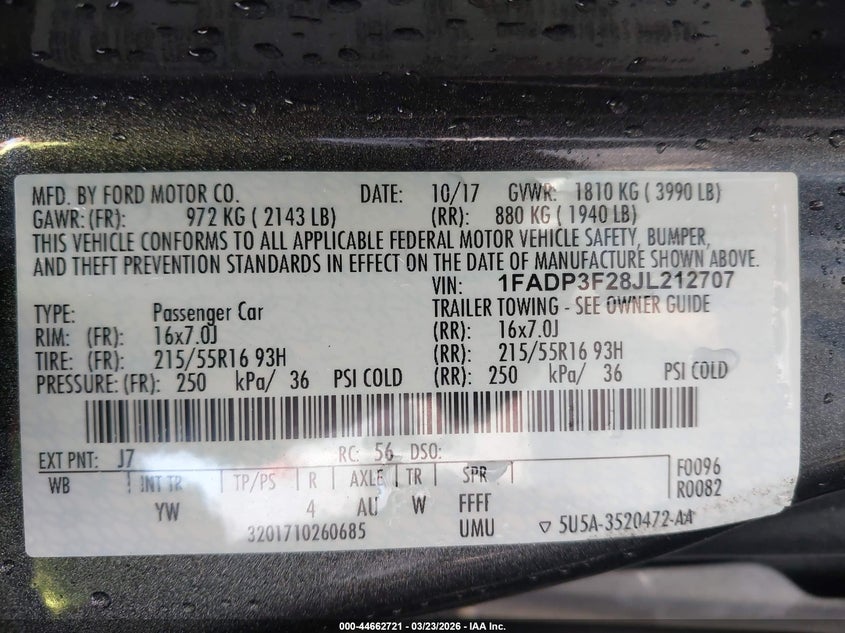 MFD. BY FORD MOTOR CO. DATE: 10/17 GVWR: 1810 KG ( 3990 LB)
GAWR: (FR): 972 KG ( 2143 LB) (RR): 880 KG ( 1940 LB)
THIS VEHICLE CONFORMS TO ALL APPLICABLE FEDERAL MOTOR VEHICLE SAFETY, BUMPER,
AND THEFT PREVENTION STANDARDS IN EFFECT ON THE DATE OF MANUFACTURE SHOWN ABOVE.
VIN: 1FADP3F28JL212707
TYPE: Passenger Car TRAILER TOWING - SEE OWNER GUIDE
RIM: (FR): 16x7.0J (RR): 16x7.0J
TIRE: (FR): 215/55R16 93H (RR): 215/55R16 93H
PRESSURE: (FR): 250 kPa/ 36 PSI COLD (RR): 250 kPa/ 36 PSI COLD
EXT PNT: J7 RC: 56 DSO:
WB INT TR TP/PS R AXLE TR SPR F0096
R0082
YW 4 AU W FFFF
3201710260685 UMU ▽ 5U5A-3520472-AA
000-44662721 - 03/23/2026 - IAA Inc.